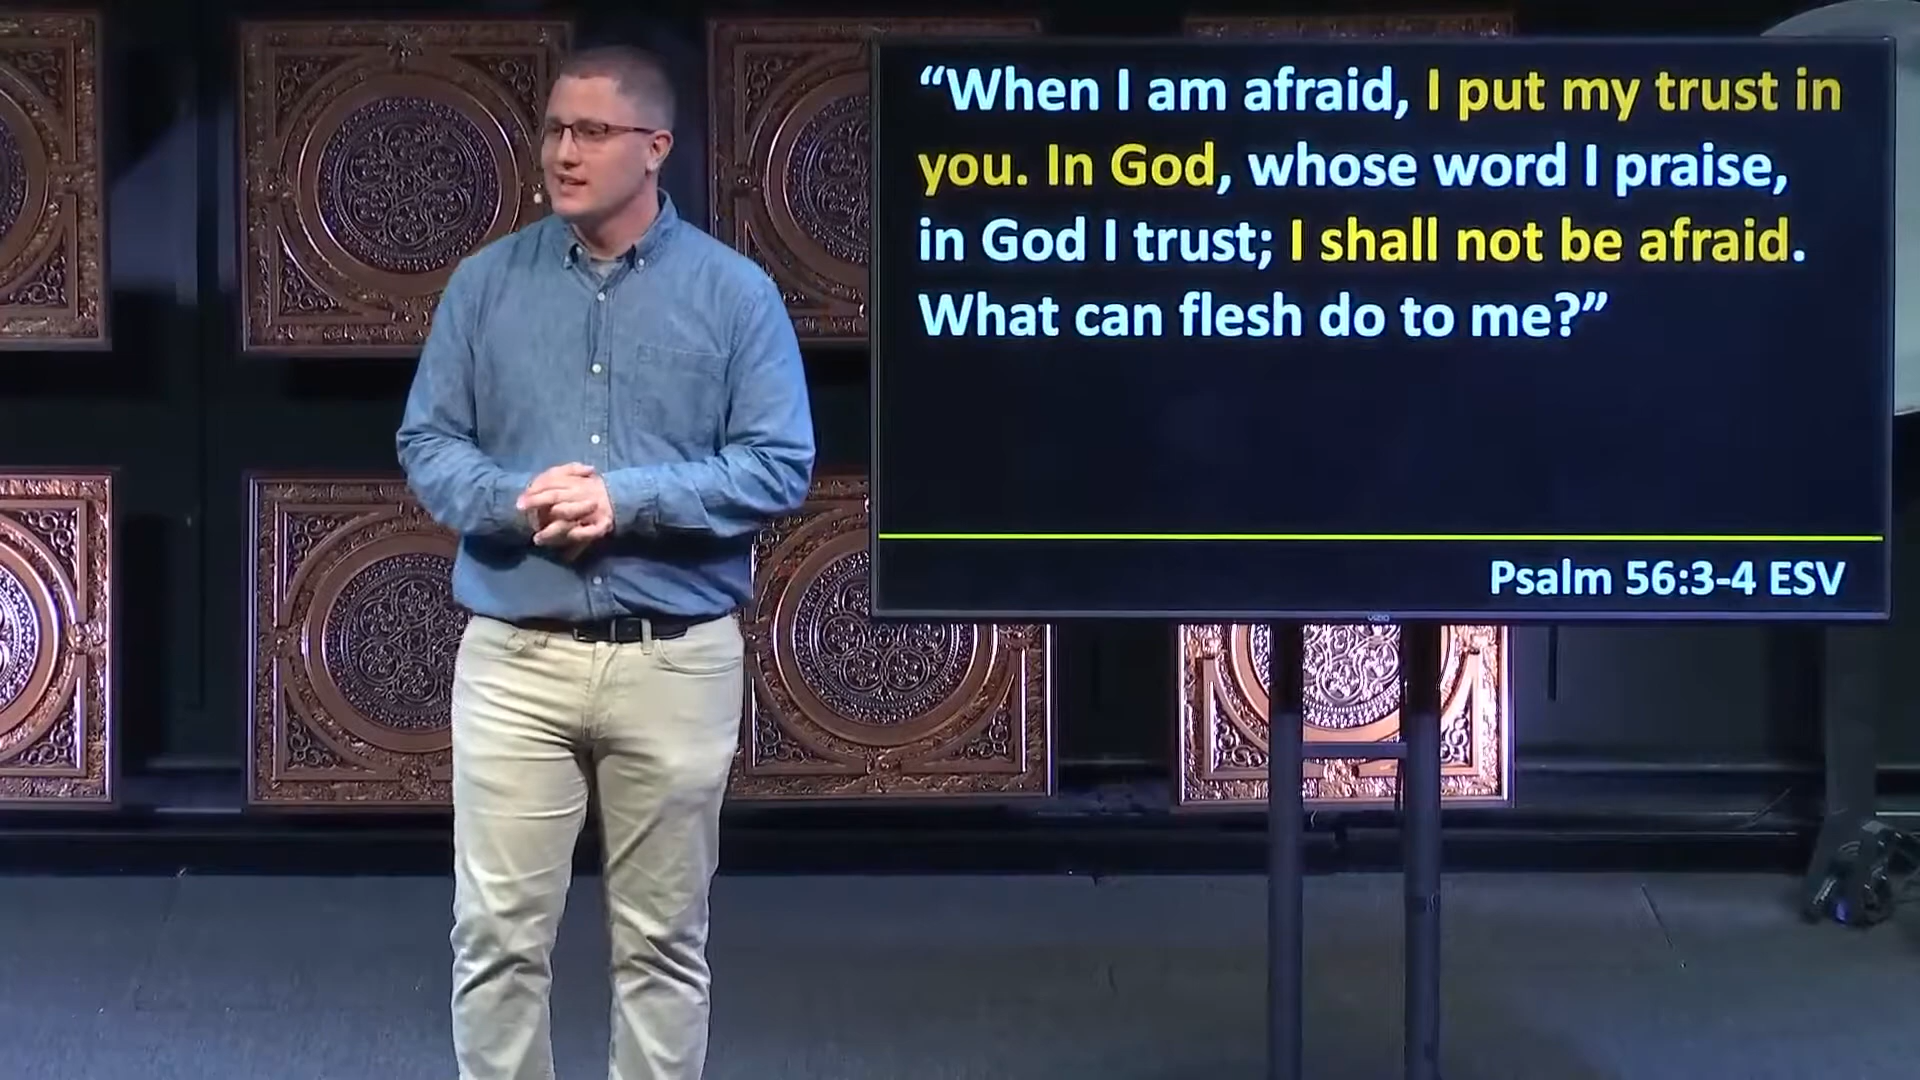 “When I am afraid, I put my trust in
you. In God, whose word I praise,
in God I trust; I shall not be afraid.
What can flesh do to me?”
Psalm 56:3-4 ESV
VIZIO